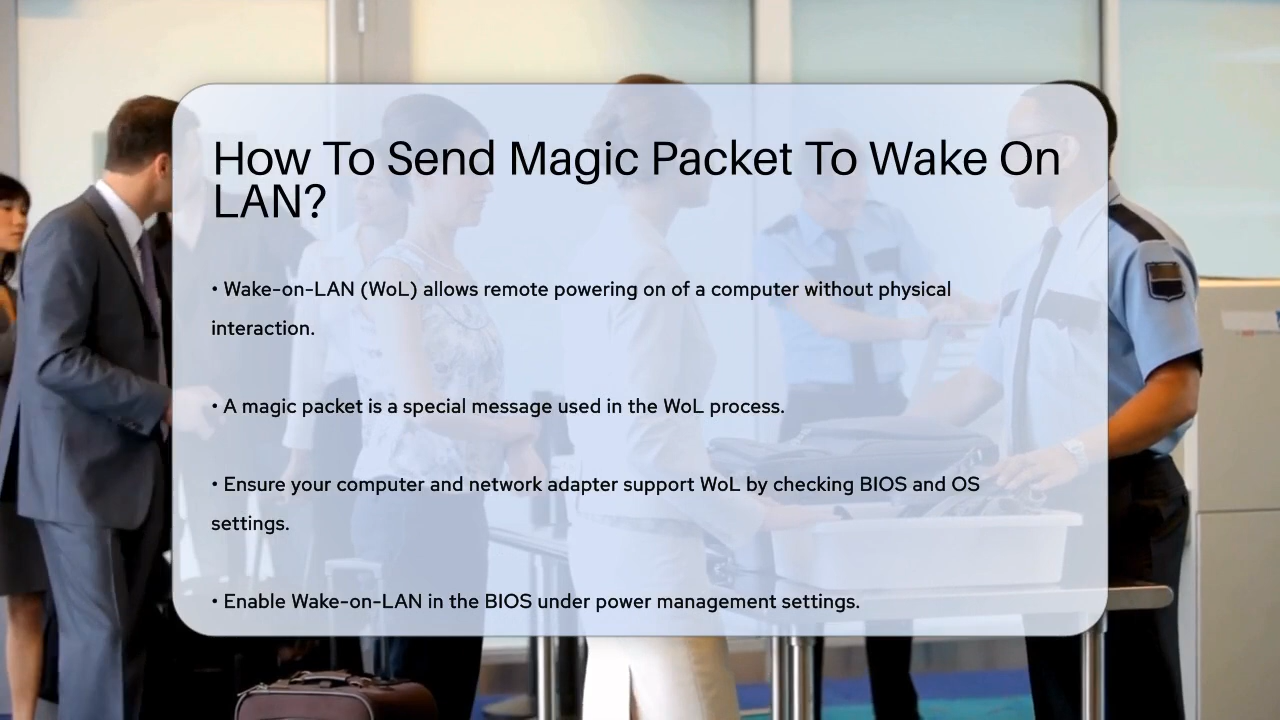 How To Send Magic Packet To Wake On
LAN?
• Wake-on-LAN (WoL) allows remote powering on of a computer without physical
interaction.
• A magic packet is a special message used in the WoL process.
• Ensure your computer and network adapter support WoL by checking BIOS and OS
settings.
• Enable Wake-on-LAN in the BIOS under power management settings.